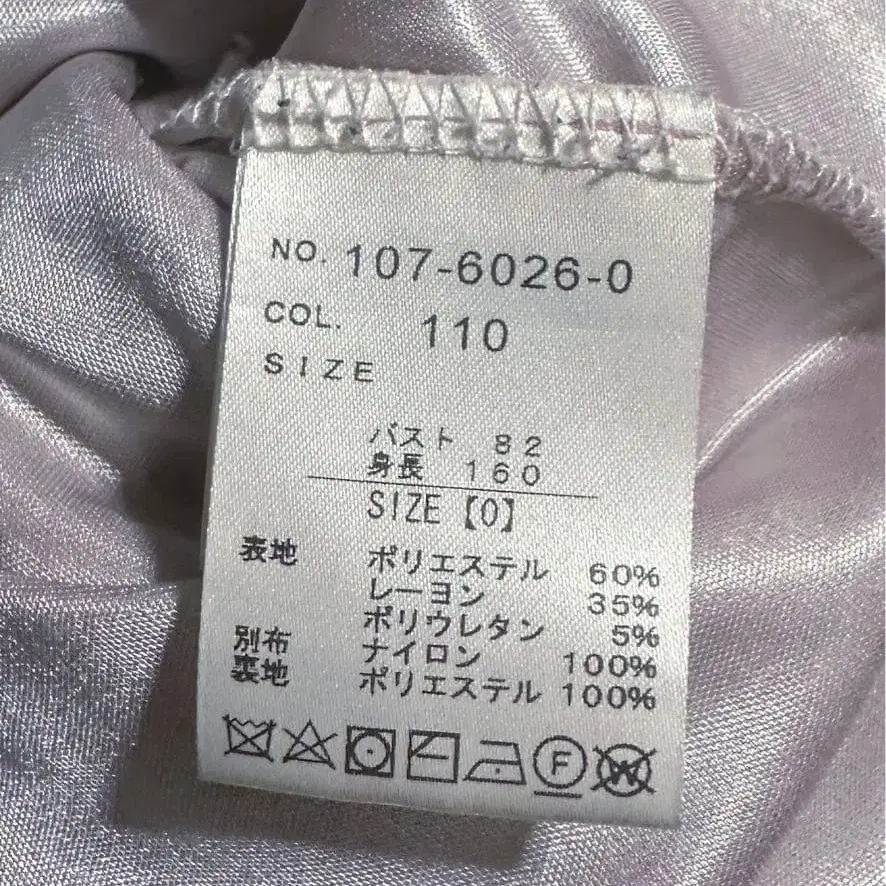 NO. 107-6026-0
COL. 110
SIZE
バスト 82
身長 160
SIZE【0】
表地 ポリエステル 60%
レーヨン 35%
ポリウレタン 5%
別布 ナイロン 100%
裏地 ポリエステル 100%
F W